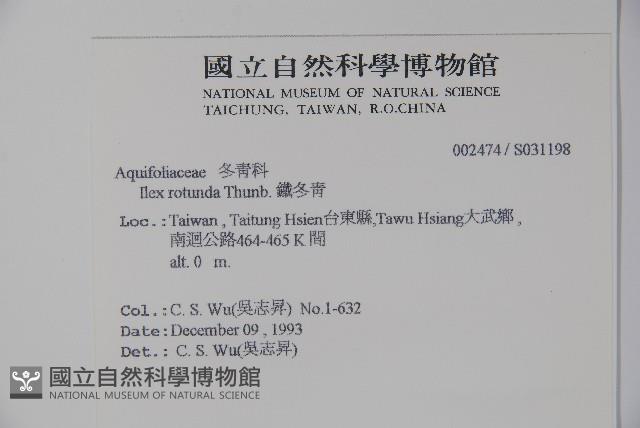 國立自然科學博物館
NATIONAL MUSEUM OF NATURAL SCIENCE
TAICHUNG, TAIWAN, R.O.CHINA
002474 / S031198
Aquifoliaceae 冬青科
Ilex rotunda Thunb. 鐵冬青
Loc.:Taiwan , Taitung Hsien台東縣,Tawu Hsiang大武鄉 ,
南迴公路464-465 K 間
alt. 0 m.
Col.: C. S. Wu(吳志昇) No.1-632
Date: December 09 , 1993
Det.: C. S. Wu(吳志昇)
國立自然科學博物館
NATIONAL MUSEUM OF NATURAL SCIENCE